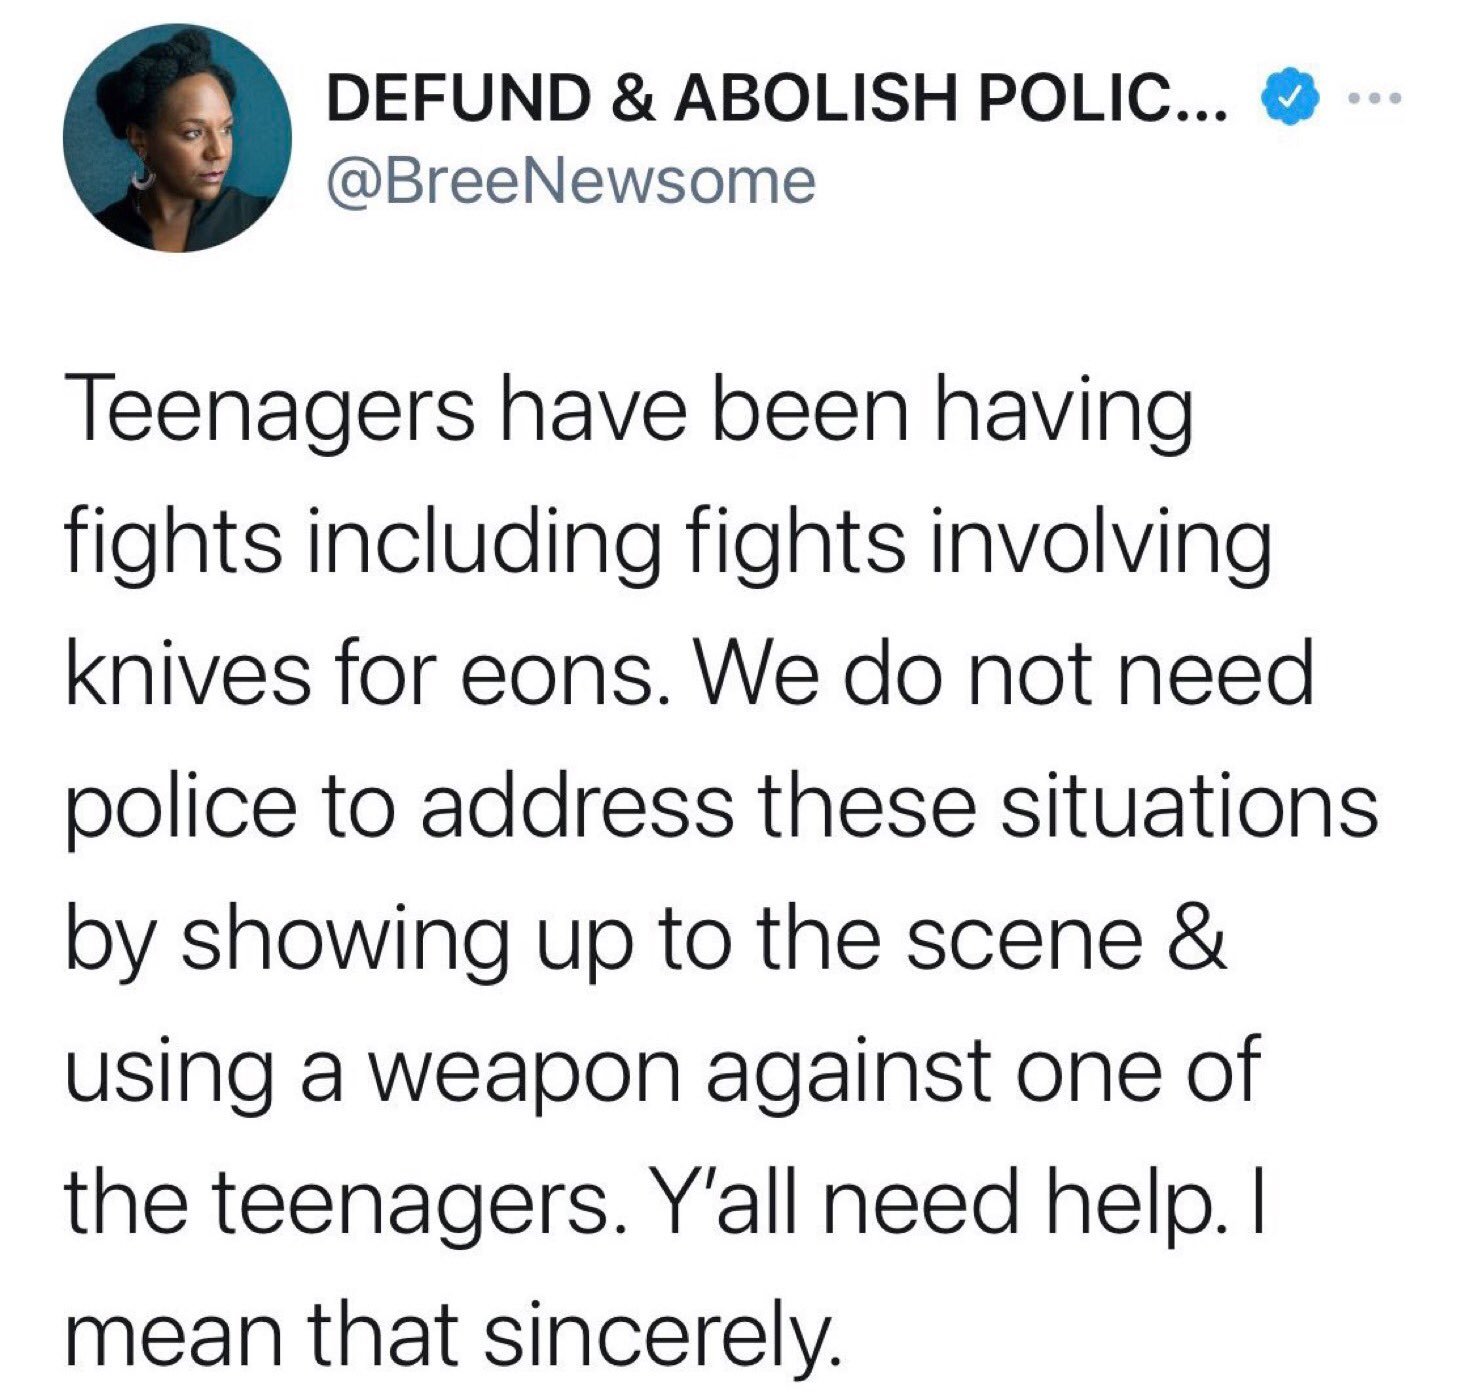 DEFUND & ABOLISH POLIC...
@BreeNewsome
Teenagers have been having
fights including fights involving
knives for eons. We do not need
police to address these situations
by showing up to the scene &
using a weapon against one of
the teenagers. Y'all need help. I
mean that sincerely.